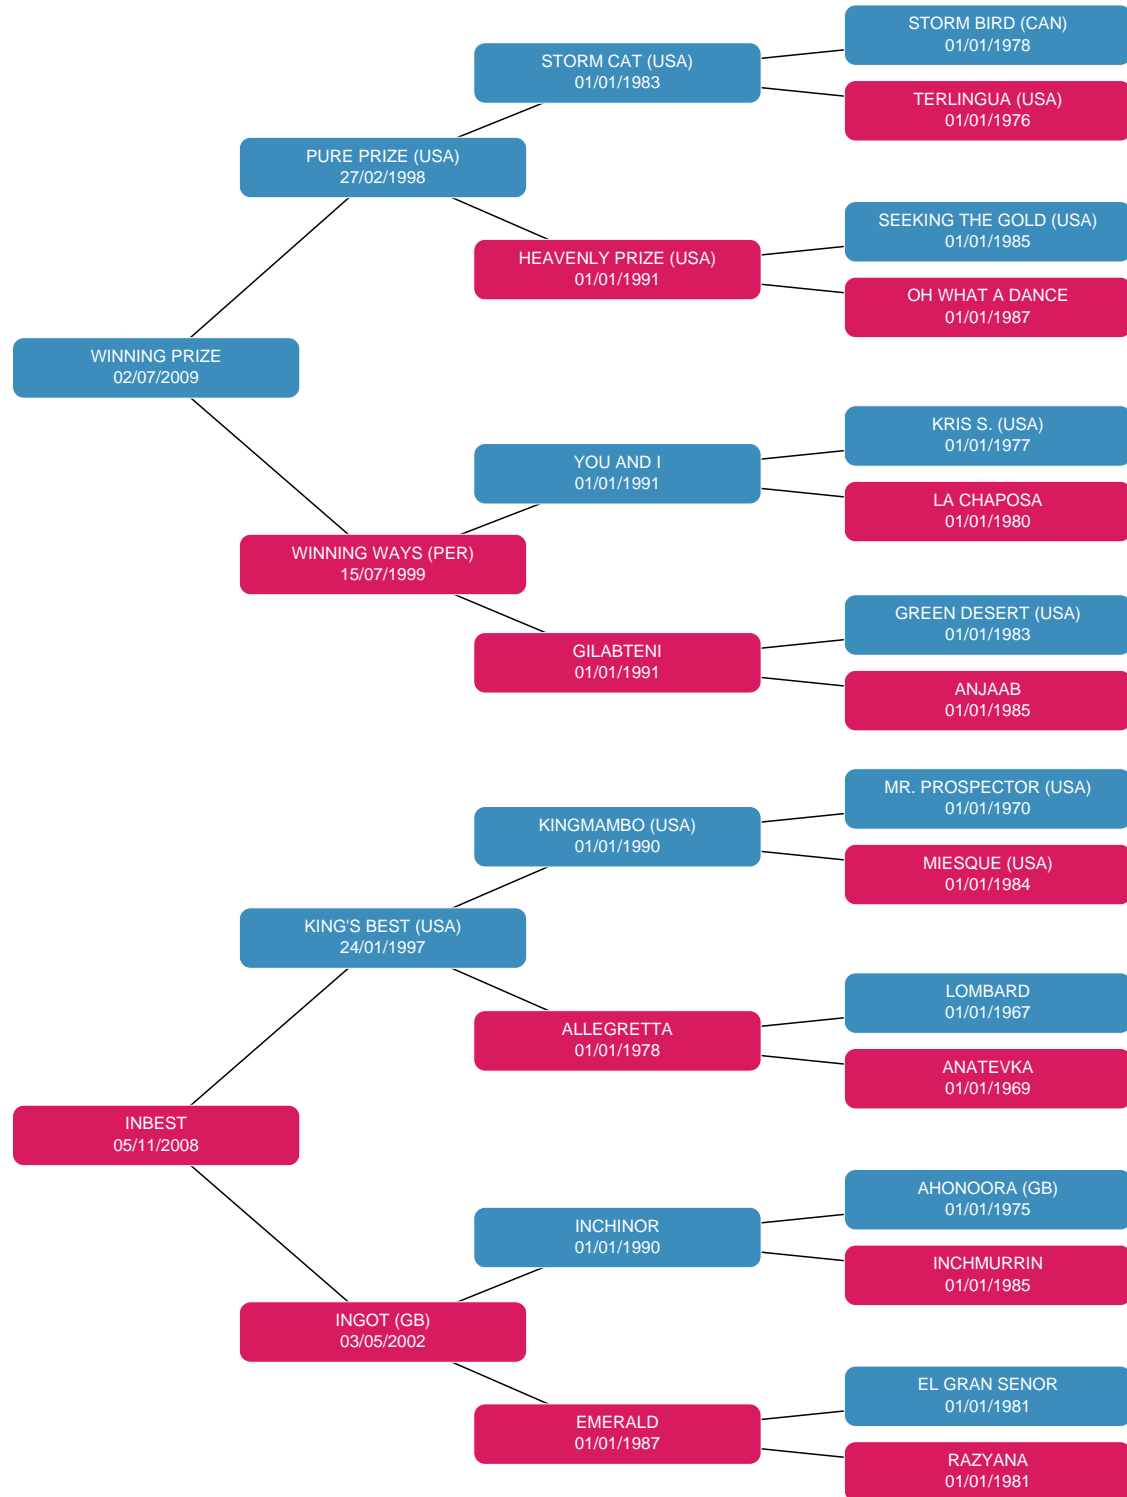 STORM BIRD (CAN)
01/01/1978
STORM CAT (USA)
01/01/1983
TERLINGUA (USA)
01/01/1976
PURE PRIZE (USA)
27/02/1998
SEEKING THE GOLD (USA)
01/01/1985
HEAVENLY PRIZE (USA)
01/01/1991
OH WHAT A DANCE
01/01/1987
WINNING PRIZE
02/07/2009
KRIS S. (USA)
01/01/1977
YOU AND I
01/01/1991
LA CHAPOSA
01/01/1980
WINNING WAYS (PER)
15/07/1999
GREEN DESERT (USA)
01/01/1983
GILABTENI
01/01/1991
ANJAAB
01/01/1985
MR. PROSPECTOR (USA)
01/01/1970
KINGMAMBO (USA)
01/01/1990
MIESQUE (USA)
01/01/1984
KING'S BEST (USA)
24/01/1997
LOMBARD
01/01/1967
ALLEGRETTA
01/01/1978
ANATEVKA
01/01/1969
INBEST
05/11/2008
AHONOORA (GB)
01/01/1975
INCHINOR
01/01/1990
INCHMURRIN
01/01/1985
INGOT (GB)
03/05/2002
EL GRAN SENOR
01/01/1981
EMERALD
01/01/1987
RAZYANA
01/01/1981